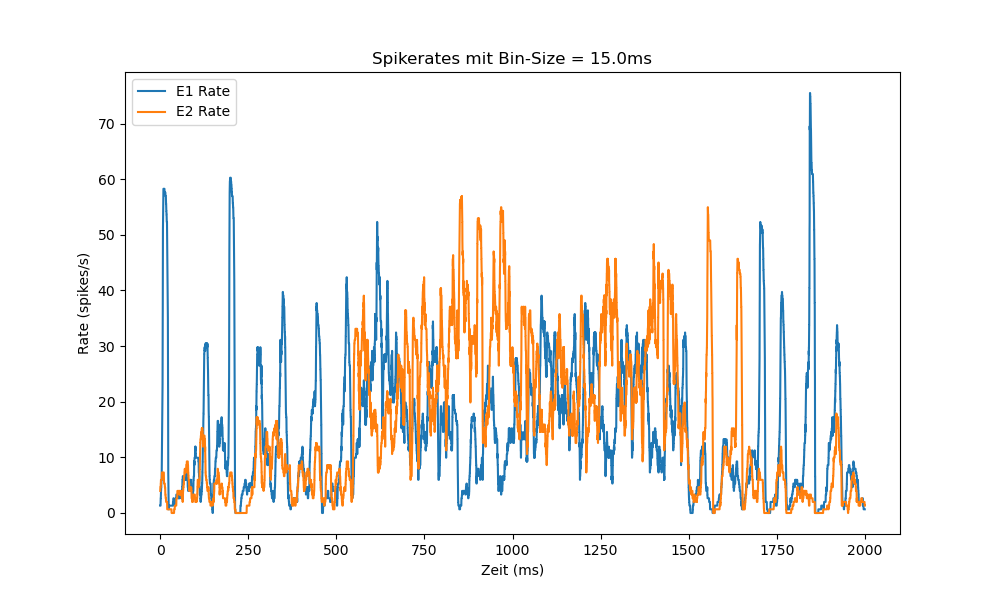 Spikerates mit Bin-Size = 15.0ms
E1 Rate
E2 Rate
70
60
50
40
30
20
10
0
Rate (spikes/s)
0 250 500 750 1000 1250 1500 1750 2000
Zeit (ms)